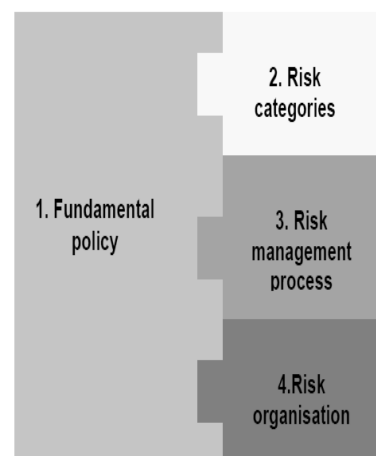 1. Fundamental
policy
2. Risk
categories
3. Risk
management
process
4.Risk
organisation